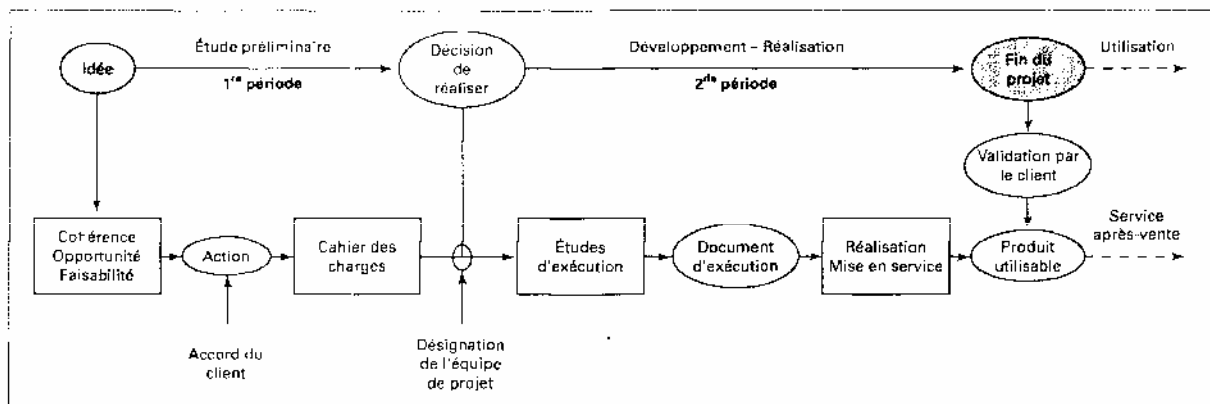 Idée
Étude préliminaire
1re période
Décision
de
réaliser
Développement – Réalisation
2de période
Fin du
projet
Utilisation
Validation par
le client
Cohérence
Opportunité
Faisabilité
Action
Cahier des
charges
Études
d'exécution
Document
d'exécution
Réalisation
Mise en service
Produit
utilisable
Service
après-vente
Accord du
client
Désignation
de l'équipe
de projet